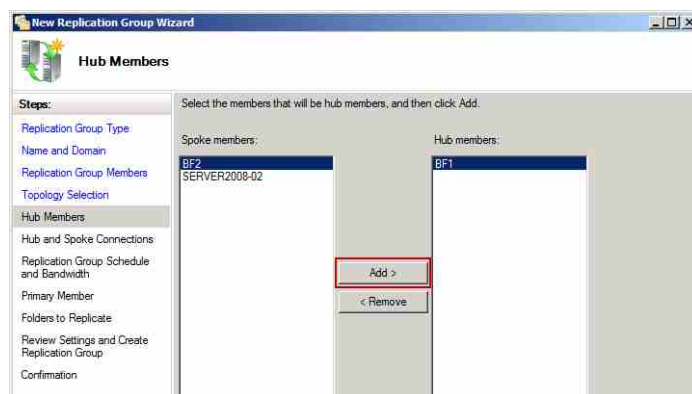 New Replication Group Wizard
Hub Members
Steps:
Replication Group Type
Name and Domain
Replication Group Members
Topology Selection
Hub Members
Hub and Spoke Connections
Replication Group Schedule
and Bandwidth
Primary Member
Folders to Replicate
Review Settings and Create
Replication Group
Confirmation
Select the members that will be hub members, and then click Add.
Spoke members:
BF2
SERVER2008-02
Add >
< Remove
Hub members:
BF1